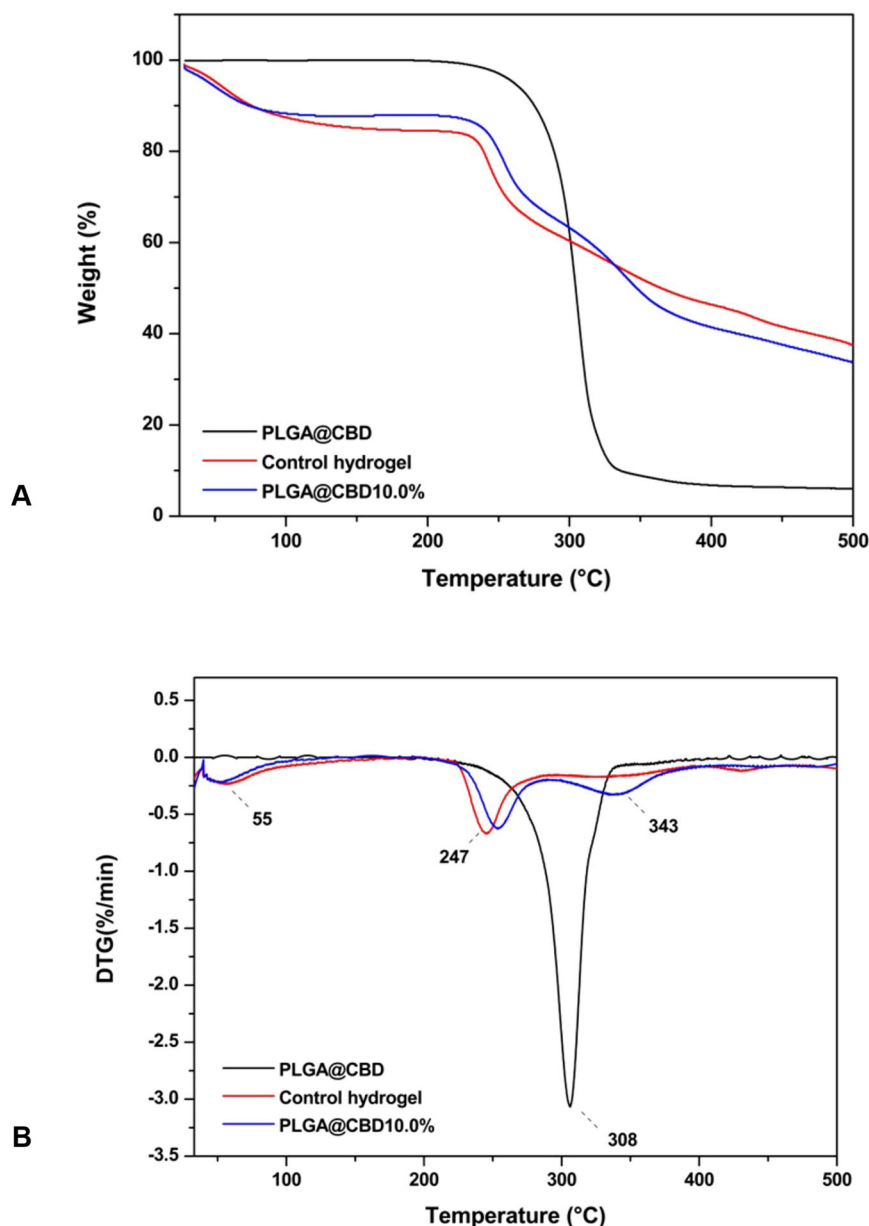 100
80
60
40
20
0
Weight (%)
PLGA@CBD
Control hydrogel
PLGA@CBD10.0%
A
100
200
300
400
500
Temperature (°C)
0.5
0.0
-0.5
-1.0
-1.5
-2.0
-2.5
-3.0
-3.5
DTG(%/min)
55
247
343
308
PLGA@CBD
Control hydrogel
PLGA@CBD10.0%
B
100
200
300
400
500
Temperature (°C)